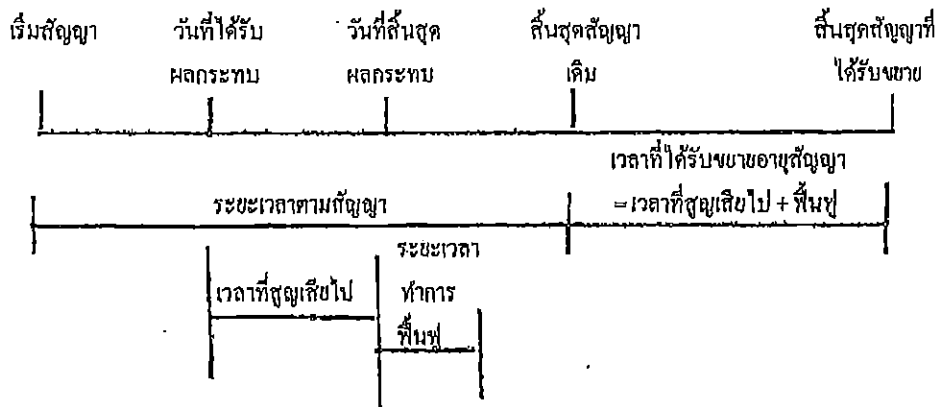 เริ่มสัญญา วันที่ได้รับ วันที่สิ้นสุด สิ้นสุดสัญญา สิ้นสุดสัญญาที่
ผลกระทบ ผลกระทบ เดิม ได้รับขยาย
เวลาที่ได้รับขยายอายุสัญญา
ระยะเวลาตามสัญญา = เวลาที่สูญเสียไป + ฟื้นฟู
ระยะเวลา
เวลาที่สูญเสียไป ทำการ
ฟื้นฟู